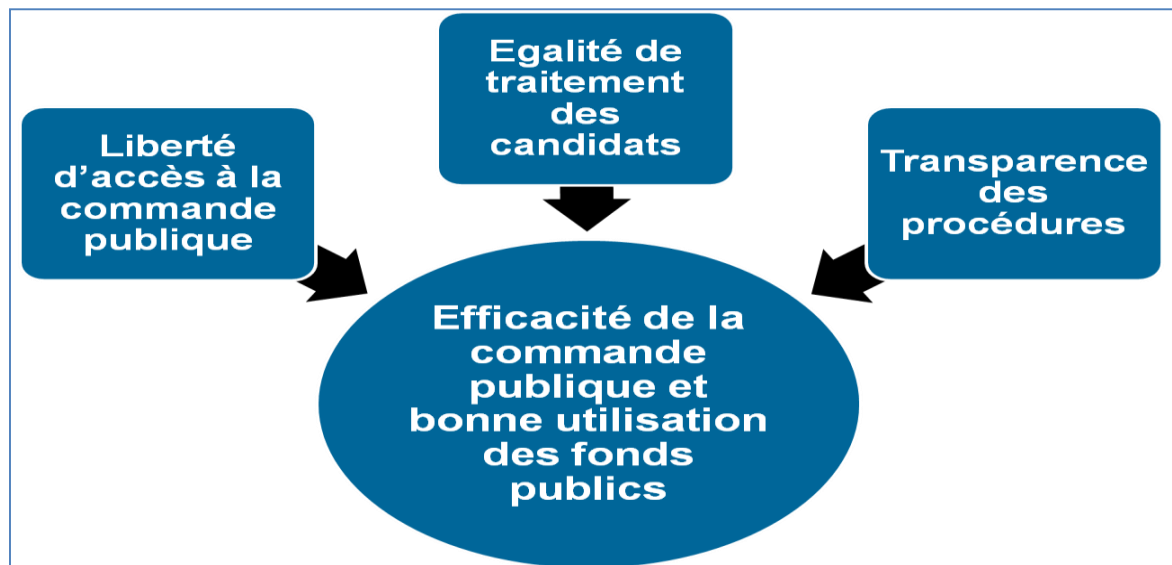 Egalité de
traitement
des
candidats
Liberté
d’accès à la
commande
publique
Transparence
des
procédures
Efficacité de la
commande
publique et
bonne utilisation
des fonds
publics